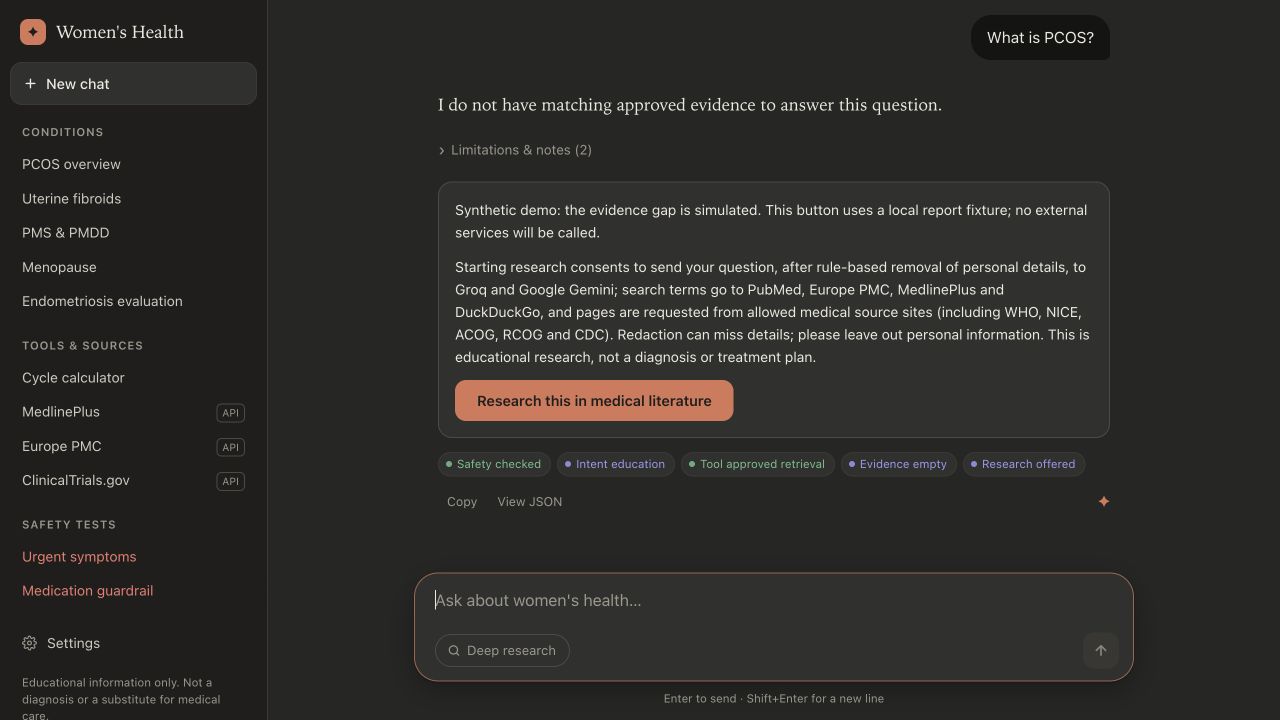 Women's Health
+ New chat
CONDITIONS
PCOS overview
Uterine fibroids
PMS & PMDD
Menopause
Endometriosis evaluation
TOOLS & SOURCES
Cycle calculator
MedlinePlus API
Europe PMC API
ClinicalTrials.gov API
SAFETY TESTS
Urgent symptoms
Medication guardrail
Settings
Educational information only. Not a
diagnosis or a substitute for medical
care.
What is PCOS?
I do not have matching approved evidence to answer this question.
› Limitations & notes (2)
Synthetic demo: the evidence gap is simulated. This button uses a local report fixture; no external
services will be called.
Starting research consents to send your question, after rule-based removal of personal details, to
Groq and Google Gemini; search terms go to PubMed, Europe PMC, MedlinePlus and
DuckDuckGo, and pages are requested from allowed medical source sites (including WHO, NICE,
ACOG, RCOG and CDC). Redaction can miss details; please leave out personal information. This is
educational research, not a diagnosis or treatment plan.
Research this in medical literature
Safety checked Intent education Tool approved retrieval Evidence empty Research offered
Copy View JSON
Ask about women's health...
Deep research
Enter to send · Shift+Enter for a new line